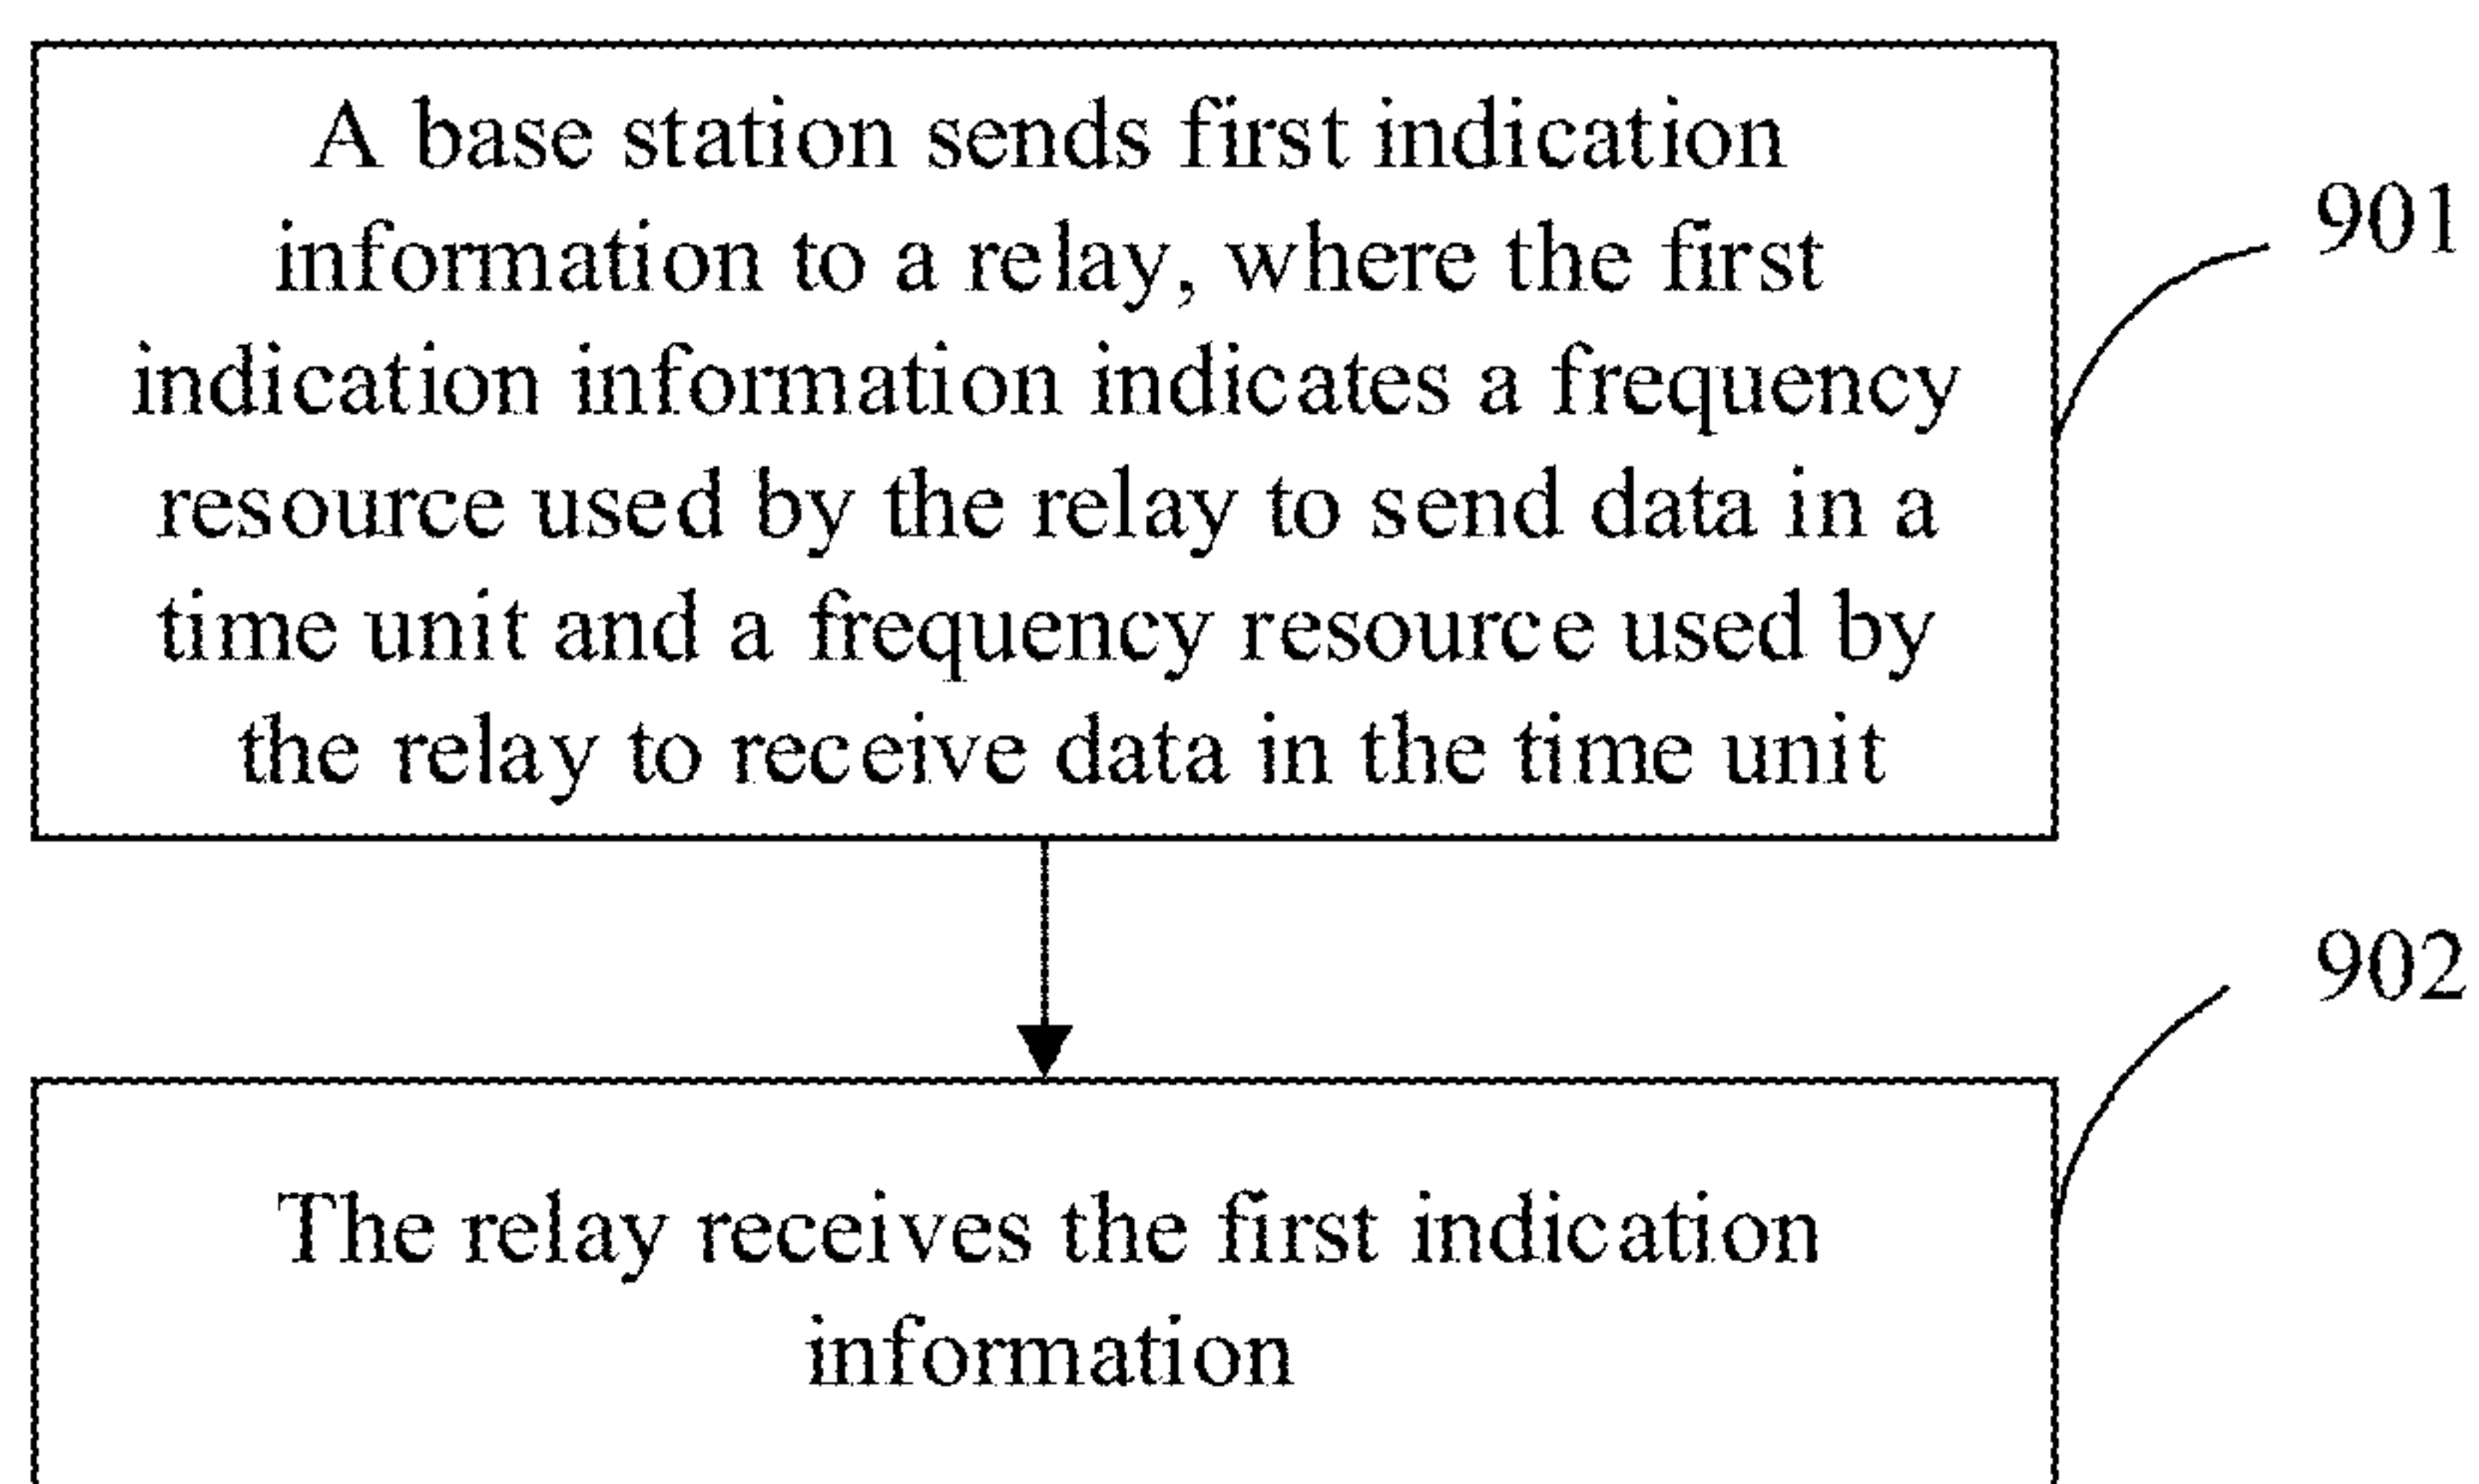 A base station sends first indication
information to a relay, where the first
indication information indicates a frequency
resource used by the relay to send data in a
time unit and a frequency resource used by
the relay to receive data in the time unit
901
902
The relay receives the first indication
information